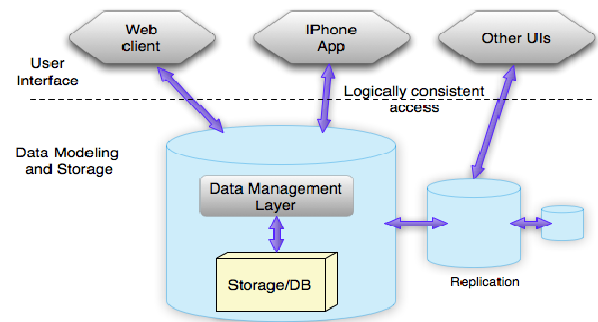 Web
client
IPhone
App
Other UIs
User
Interface
Logically consistent
access
Data Modeling
and Storage
Data Management
Layer
Storage/DB
Replication